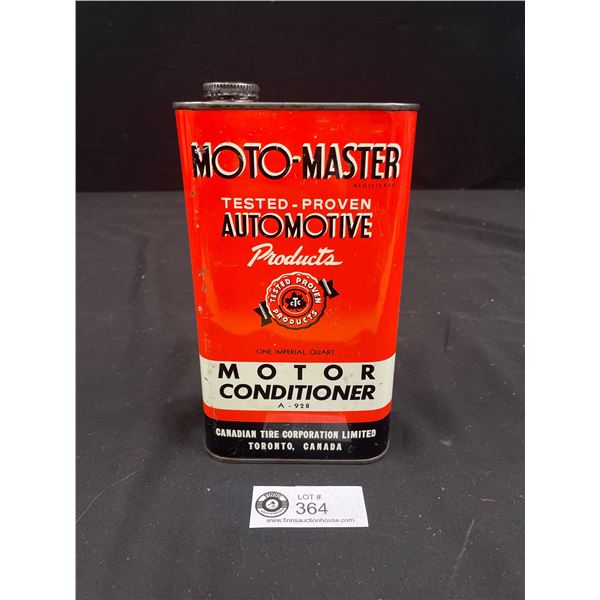 MOTO-MASTER
REGISTERED
TESTED-PROVEN
AUTOMOTIVE
Products
TESTED PROVEN
CTC
PRODUCTS
ONE IMPERIAL QUART
MOTOR
CONDITIONER
A-928
CANADIAN TIRE CORPORATION LIMITED
TORONTO, CANADA
LOT #
364
www.finnsauctionhouse.com